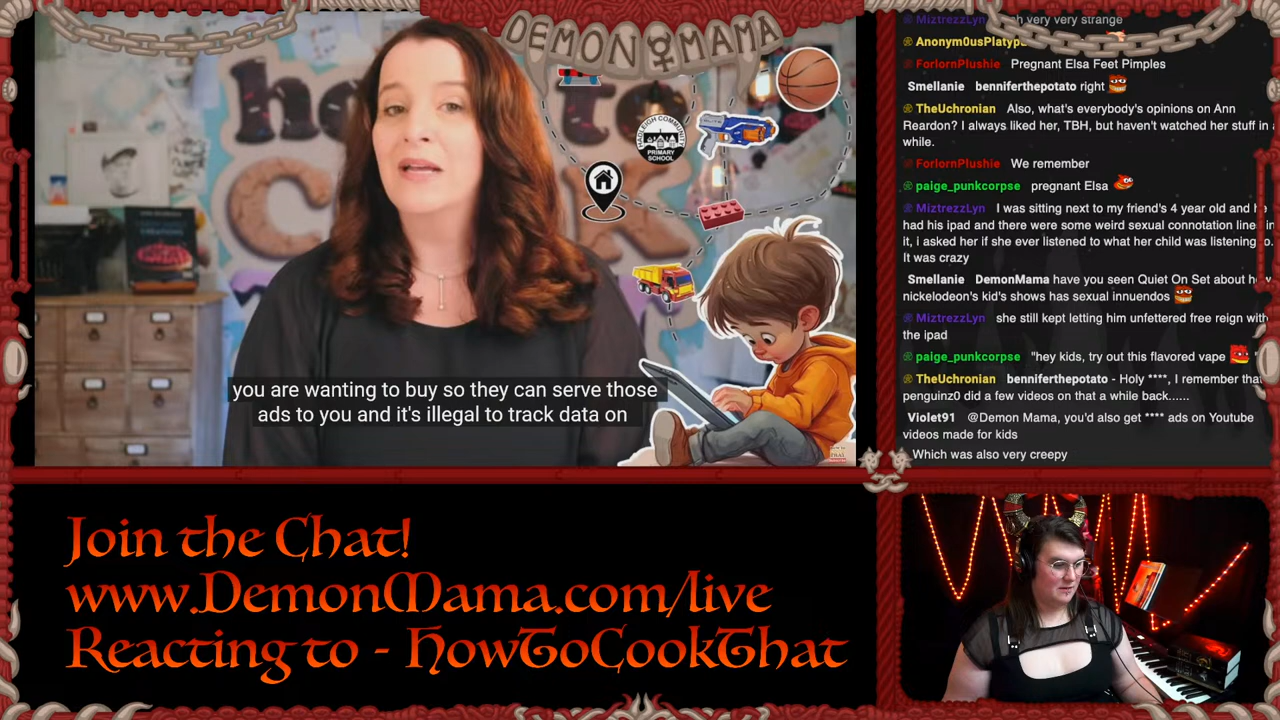 DEMON MAMA
HADLEIGH COMMUNITY
PRIMARY
SCHOOL
you are wanting to buy so they can serve those
ads to you and it's illegal to track data on
MiztrezzLyn very very strange
ForlornPlushie Pregnant Elsa Feet Pimples
Smellanie benniferthepotato right
TheUchronian Also, what's everybody's opinions on Ann
Reardon? I always liked her, TBH, but haven't watched her stuff in a
while.
ForlornPlushie We remember
paige_punkcorpse pregnant Elsa
MiztrezzLyn I was sitting next to my friend's 4 year old and he
had his ipad and there were some weird sexual connotation lines in
it, i asked her if she ever listened to what her child was listening to.
It was crazy
Smellanie DemonMama have you seen Quiet On Set about how
nickelodeon's kid's shows has sexual innuendos
MiztrezzLyn she still kept letting him unfettered free reign with
the ipad
paige_punkcorpse "hey kids, try out this flavored vape "
TheUchronian benniferthepotato - Holy ****, I remember that
penguinz0 did a few videos on that a while back......
Violet91 @Demon Mama, you'd also get **** ads on Youtube
videos made for kids
Which was also very creepy
Join the Chat!
www.DemonMama.com/live
Reacting to - HowToCookThat